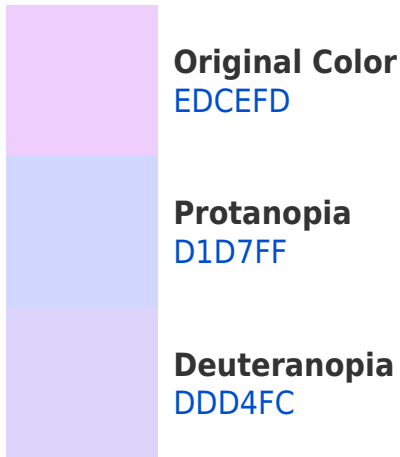 Original Color
EDCEFD
Protanopia
D1D7FF
Deuteranopia
DDD4FC